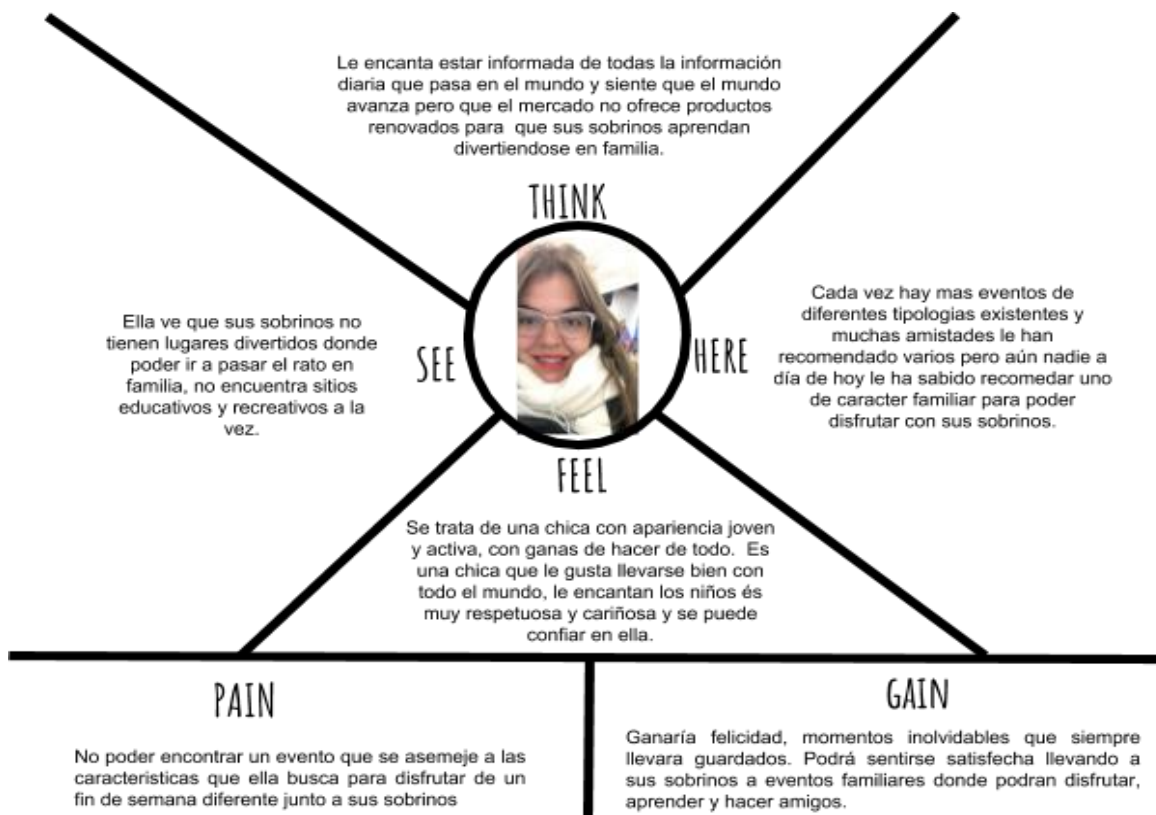 Le encanta estar informada de todas la información
diaria que pasa en el mundo y siente que el mundo
avanza pero que el mercado no ofrece productos
renovados para que sus sobrinos aprendan
divertiendose en familia.
THINK
Ella ve que sus sobrinos no
tienen lugares divertidos donde
poder ir a pasar el rato en
familia, no encuentra sitios
educativos y recreativos a la
vez.
SEE
HERE
Cada vez hay mas eventos de
diferentes tipologias existentes y
muchas amistades le han
recomendado varios pero aún nadie a
día de hoy le ha sabido recomedar uno
de caracter familiar para poder
disfrutar con sus sobrinos.
FEEL
Se trata de una chica con apariencia joven
y activa, con ganas de hacer de todo. Es
una chica que le gusta llevarse bien con
todo el mundo, le encantan los niños és
muy respetuosa y cariñosa y se puede
confiar en ella.
PAIN
No poder encontrar un evento que se asemeje a las
caracteristicas que ella busca para disfrutar de un
fin de semana diferente junto a sus sobrinos
GAIN
Ganaría felicidad, momentos inolvidables que siempre
llevara guardados. Podrá sentirse satisfecha llevando a
sus sobrinos a eventos familiares donde podran disfrutar,
aprender y hacer amigos.